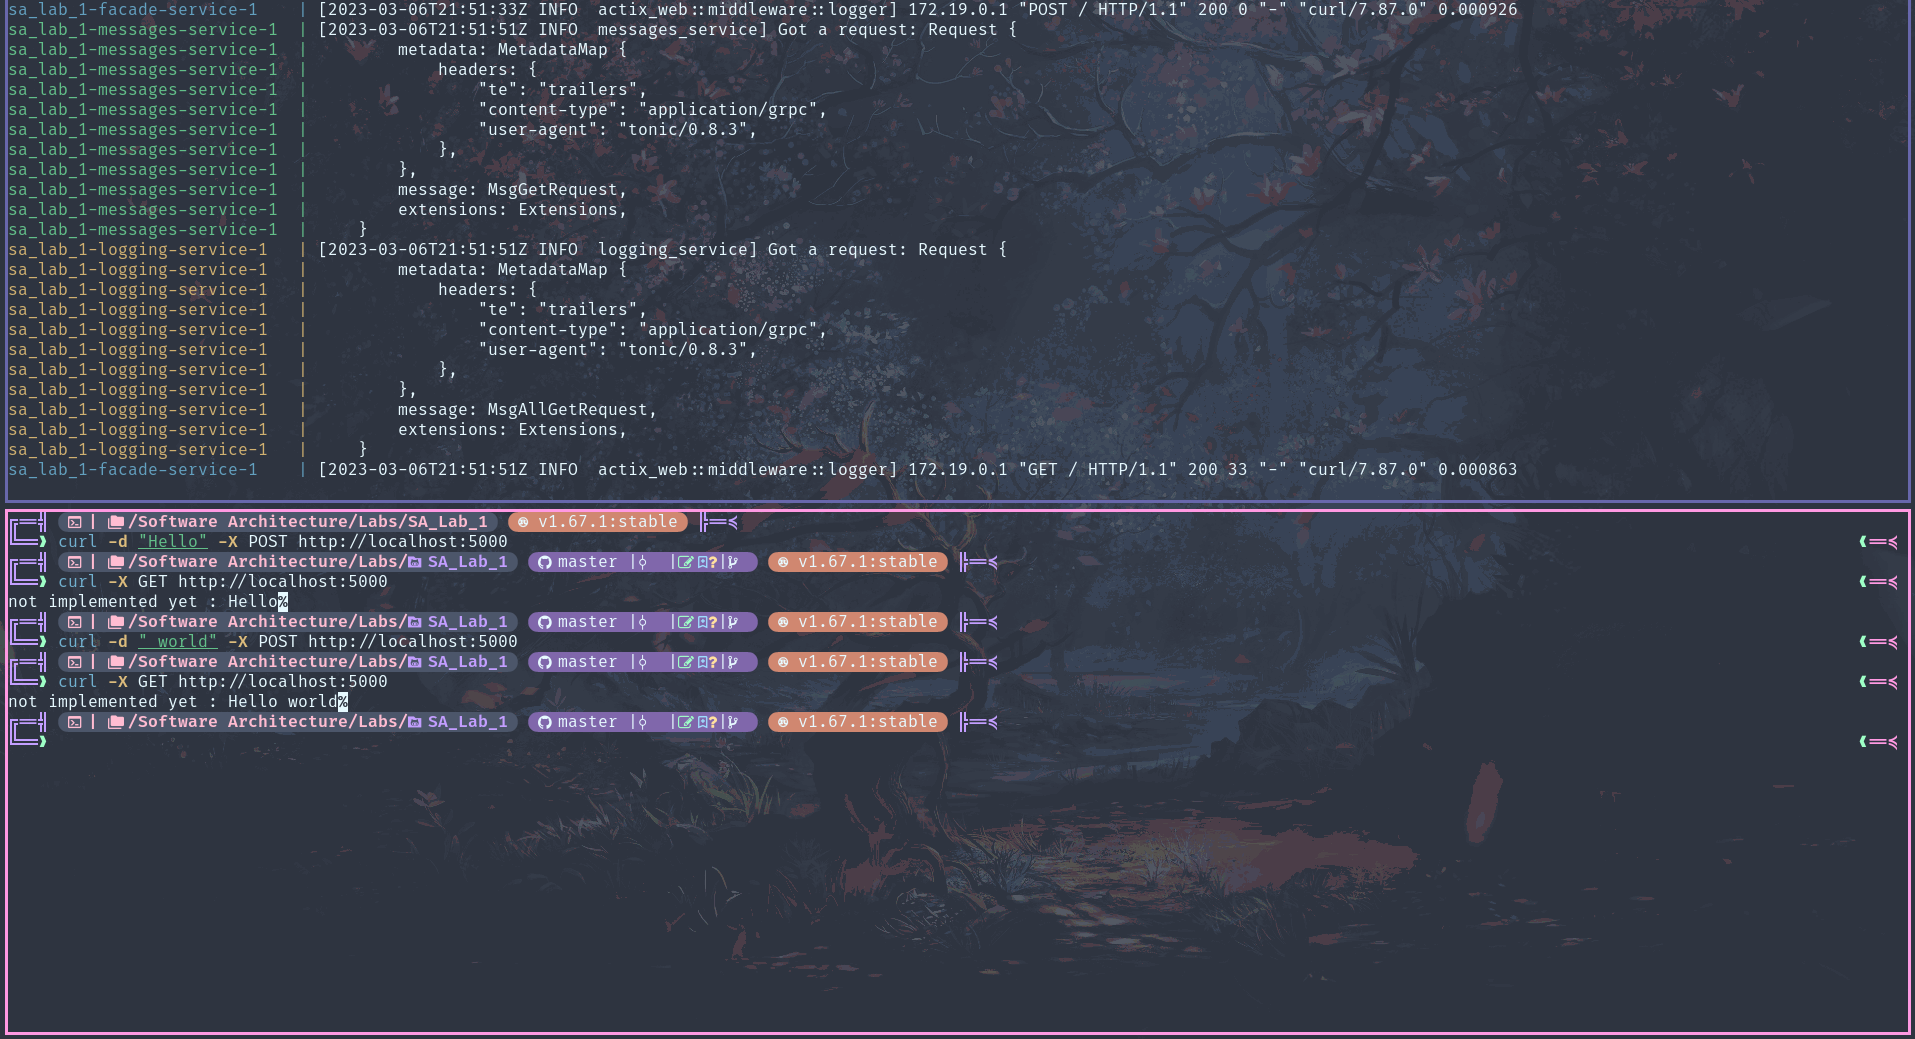 sa_lab_1-facade-service-1    | [2023-03-06T21:51:33Z INFO  actix_web::middleware::logger] 172.19.0.1 "POST / HTTP/1.1" 200 0 "-" "curl/7.87.0" 0.000926
sa_lab_1-messages-service-1  | [2023-03-06T21:51:51Z INFO  messages_service] Got a request: Request {
sa_lab_1-messages-service-1  |         metadata: MetadataMap {
sa_lab_1-messages-service-1  |             headers: {
sa_lab_1-messages-service-1  |                 "te": "trailers",
sa_lab_1-messages-service-1  |                 "content-type": "application/grpc",
sa_lab_1-messages-service-1  |                 "user-agent": "tonic/0.8.3",
sa_lab_1-messages-service-1  |             },
sa_lab_1-messages-service-1  |         },
sa_lab_1-messages-service-1  |         message: MsgGetRequest,
sa_lab_1-messages-service-1  |         extensions: Extensions,
sa_lab_1-messages-service-1  |     }
sa_lab_1-logging-service-1   | [2023-03-06T21:51:51Z INFO  logging_service] Got a request: Request {
sa_lab_1-logging-service-1   |         metadata: MetadataMap {
sa_lab_1-logging-service-1   |             headers: {
sa_lab_1-logging-service-1   |                 "te": "trailers",
sa_lab_1-logging-service-1   |                 "content-type": "application/grpc",
sa_lab_1-logging-service-1   |                 "user-agent": "tonic/0.8.3",
sa_lab_1-logging-service-1   |             },
sa_lab_1-logging-service-1   |         },
sa_lab_1-logging-service-1   |         message: MsgAllGetRequest,
sa_lab_1-logging-service-1   |         extensions: Extensions,
sa_lab_1-logging-service-1   |     }
sa_lab_1-facade-service-1    | [2023-03-06T21:51:51Z INFO  actix_web::middleware::logger] 172.19.0.1 "GET / HTTP/1.1" 200 33 "-" "curl/7.87.0" 0.000863
| /Software Architecture/Labs/SA_Lab_1 v1.67.1:stable
curl -d "Hello" -X POST http://localhost:5000
| /Software Architecture/Labs/ SA_Lab_1 master | |?| v1.67.1:stable
curl -X GET http://localhost:5000
not implemented yet : Hello%
| /Software Architecture/Labs/ SA_Lab_1 master | |?| v1.67.1:stable
curl -d " world" -X POST http://localhost:5000
| /Software Architecture/Labs/ SA_Lab_1 master | |?| v1.67.1:stable
curl -X GET http://localhost:5000
not implemented yet : Hello world%
| /Software Architecture/Labs/ SA_Lab_1 master | |?| v1.67.1:stable